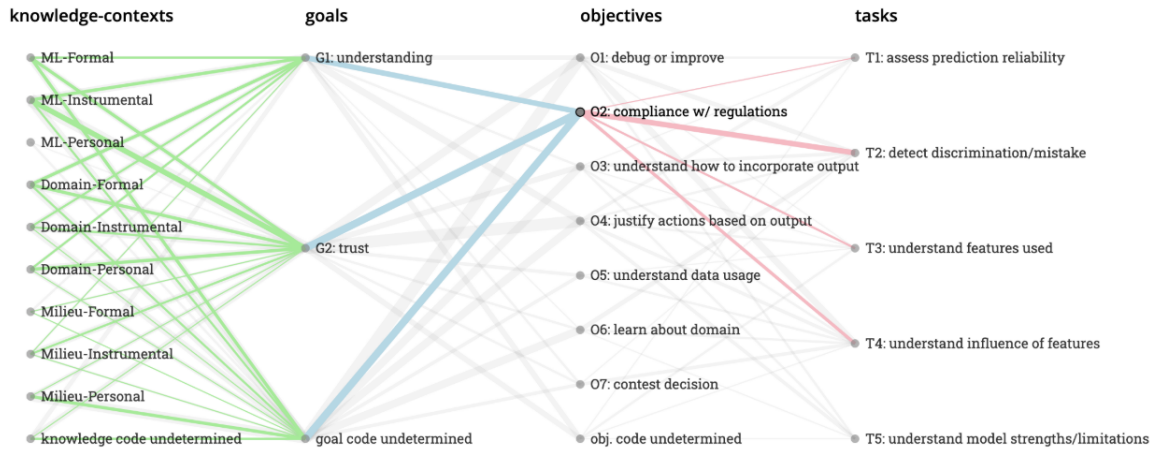 knowledge-contexts
goals
objectives
tasks
ML-Formal
ML-Instrumental
ML-Personal
Domain-Formal
Domain-Instrumental
Domain-Personal
Milieu-Formal
Milieu-Instrumental
Milieu-Personal
knowledge code undetermined
G1: understanding
G2: trust
goal code undetermined
O1: debug or improve
O2: compliance w/ regulations
O3: understand how to incorporate output
O4: justify actions based on output
O5: understand data usage
O6: learn about domain
O7: contest decision
obj. code undetermined
T1: assess prediction reliability
T2: detect discrimination/mistake
T3: understand features used
T4: understand influence of features
T5: understand model strengths/limitations